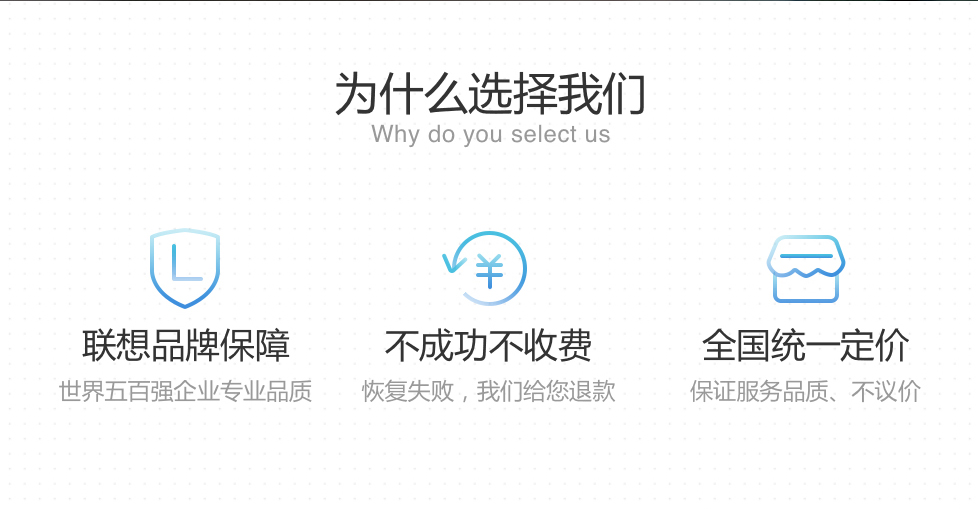 为什么选择我们
Why do you select us
L
¥
联想品牌保障
不成功不收费
全国统一定价
世界五百强企业专业品质
恢复失败，我们给您退款
保证服务品质、不议价